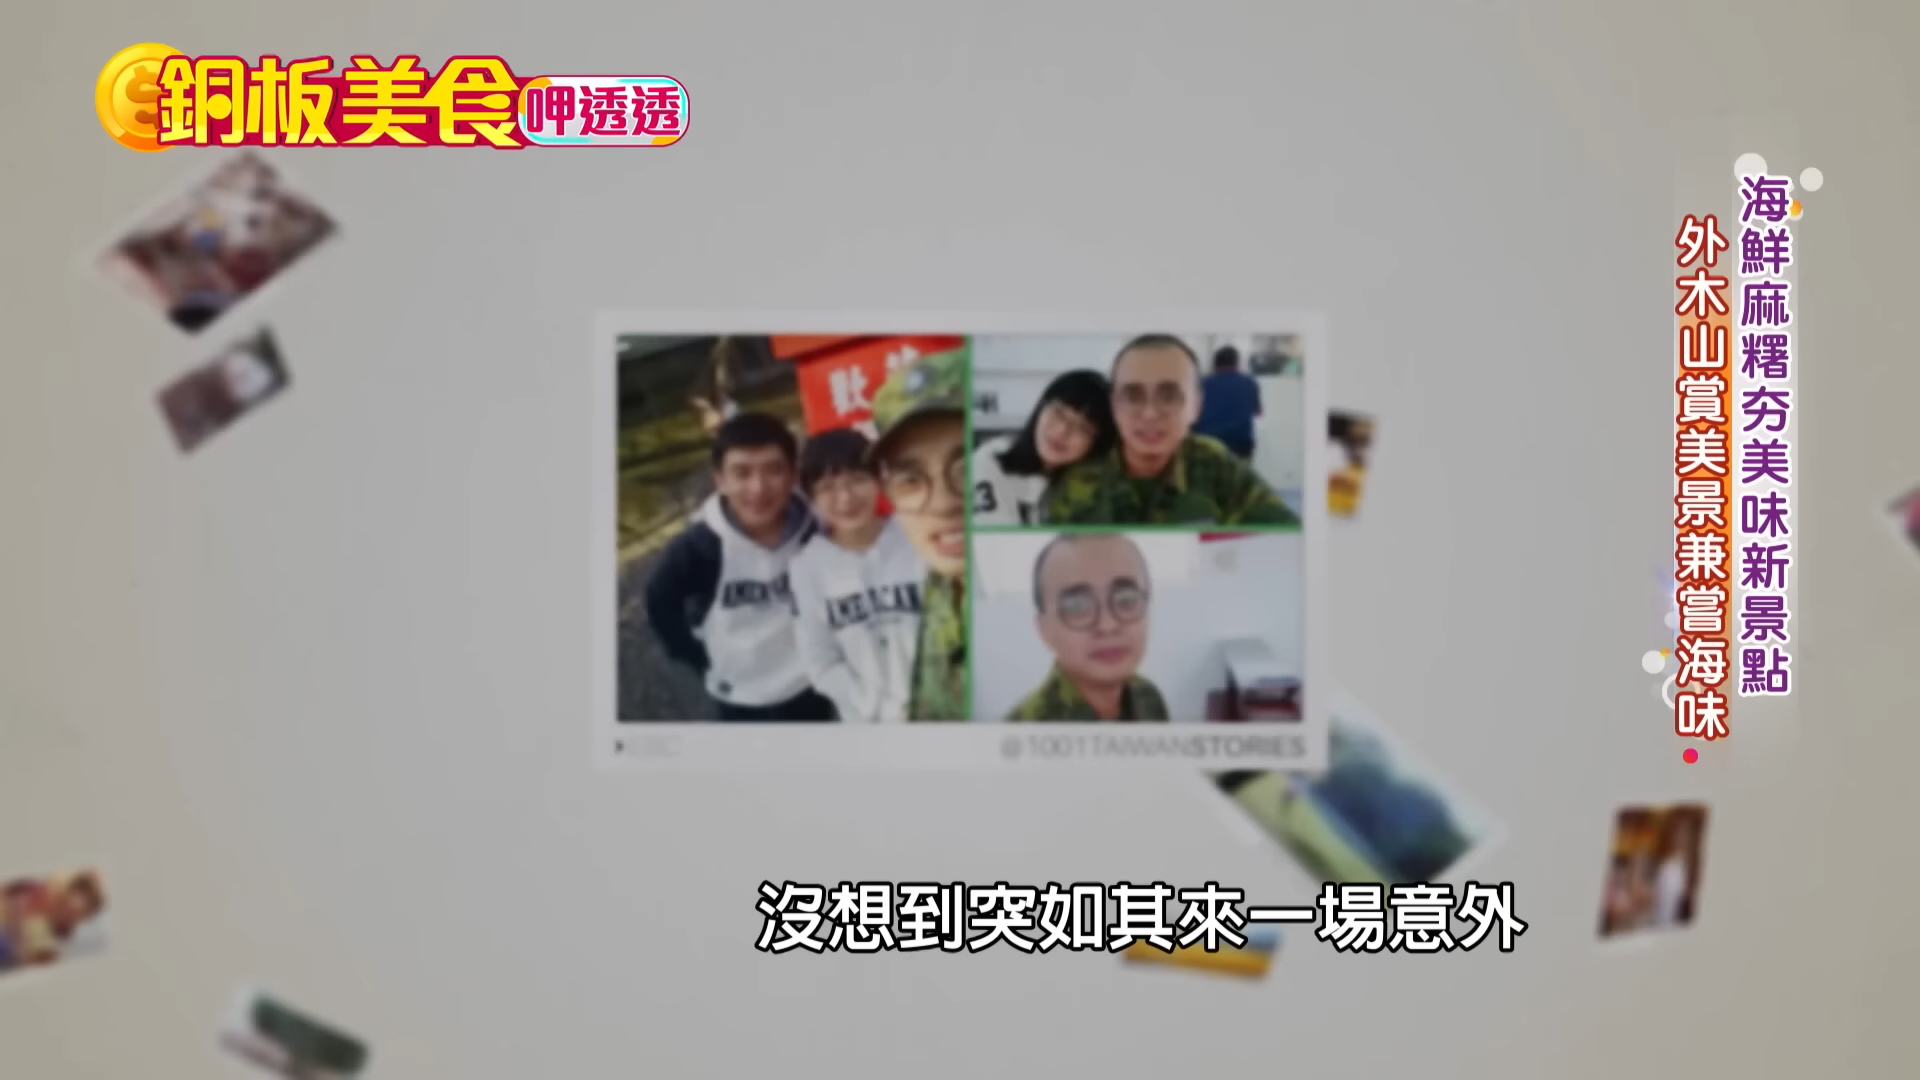 銅板美食
呷透透
海鮮麻糬夯美味新景點
外木山賞美景兼嘗海味
歡
AMERICAN
@1001TAIWANSTORIES
沒想到突如其來一場意外